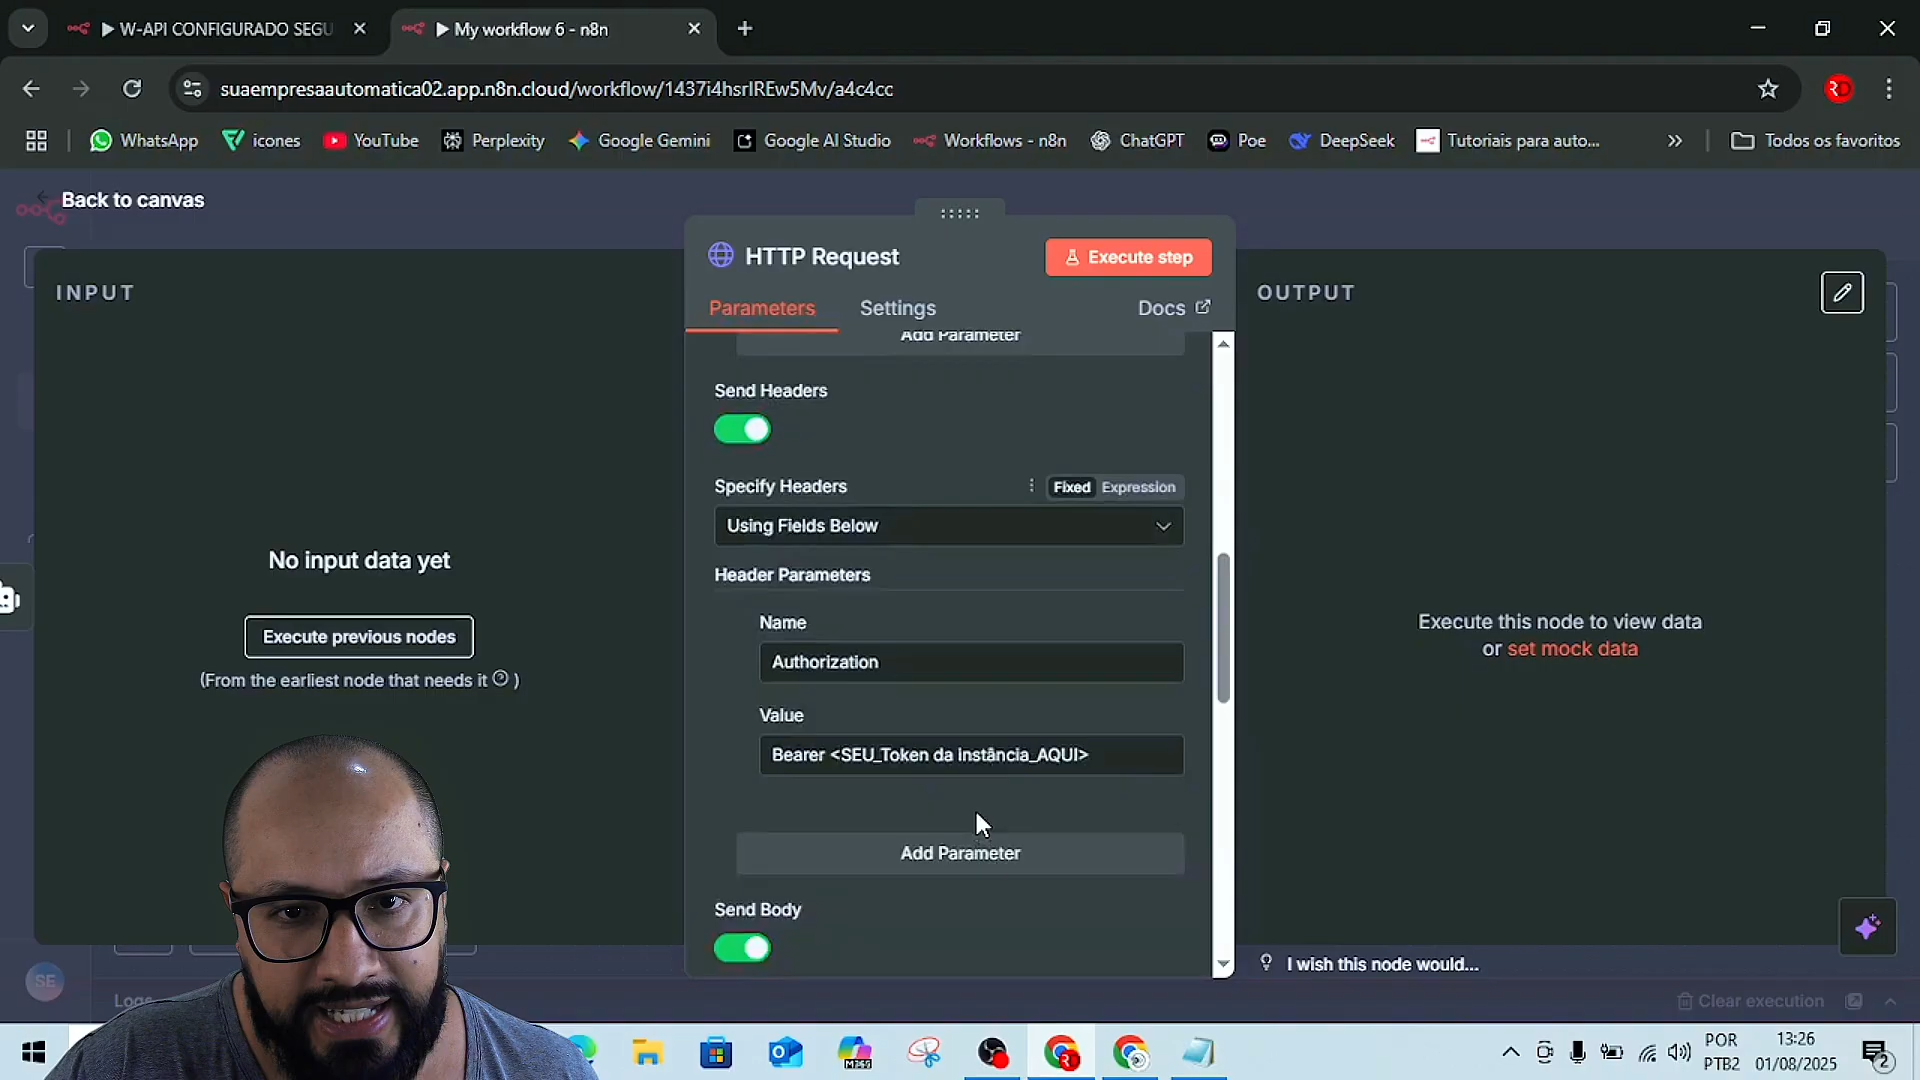 ▶ W-API CONFIGURADO SEGU
▶ My workflow 6 - n8n
suaempresaautomatica02.app.n8n.cloud/workflow/1437i4hsrIREw5Mv/a4c4cc
WhatsApp
icones
YouTube
Perplexity
Google Gemini
Google AI Studio
Workflows - n8n
ChatGPT
Poe
DeepSeek
Tutoriais para auto...
Todos os favoritos
Back to canvas
INPUT
No input data yet
Execute previous nodes
(From the earliest node that needs it )
HTTP Request
Execute step
Parameters
Settings
Docs
Add Parameter
Send Headers
Specify Headers
Fixed
Expression
Using Fields Below
Header Parameters
Name
Authorization
Value
Bearer <SEU_Token da instância_AQUI>
Add Parameter
Send Body
OUTPUT
Execute this node to view data
or set mock data
I wish this node would...
SE
Logs
Clear execution
M365
POR
PTB2
13:26
01/08/2025
2